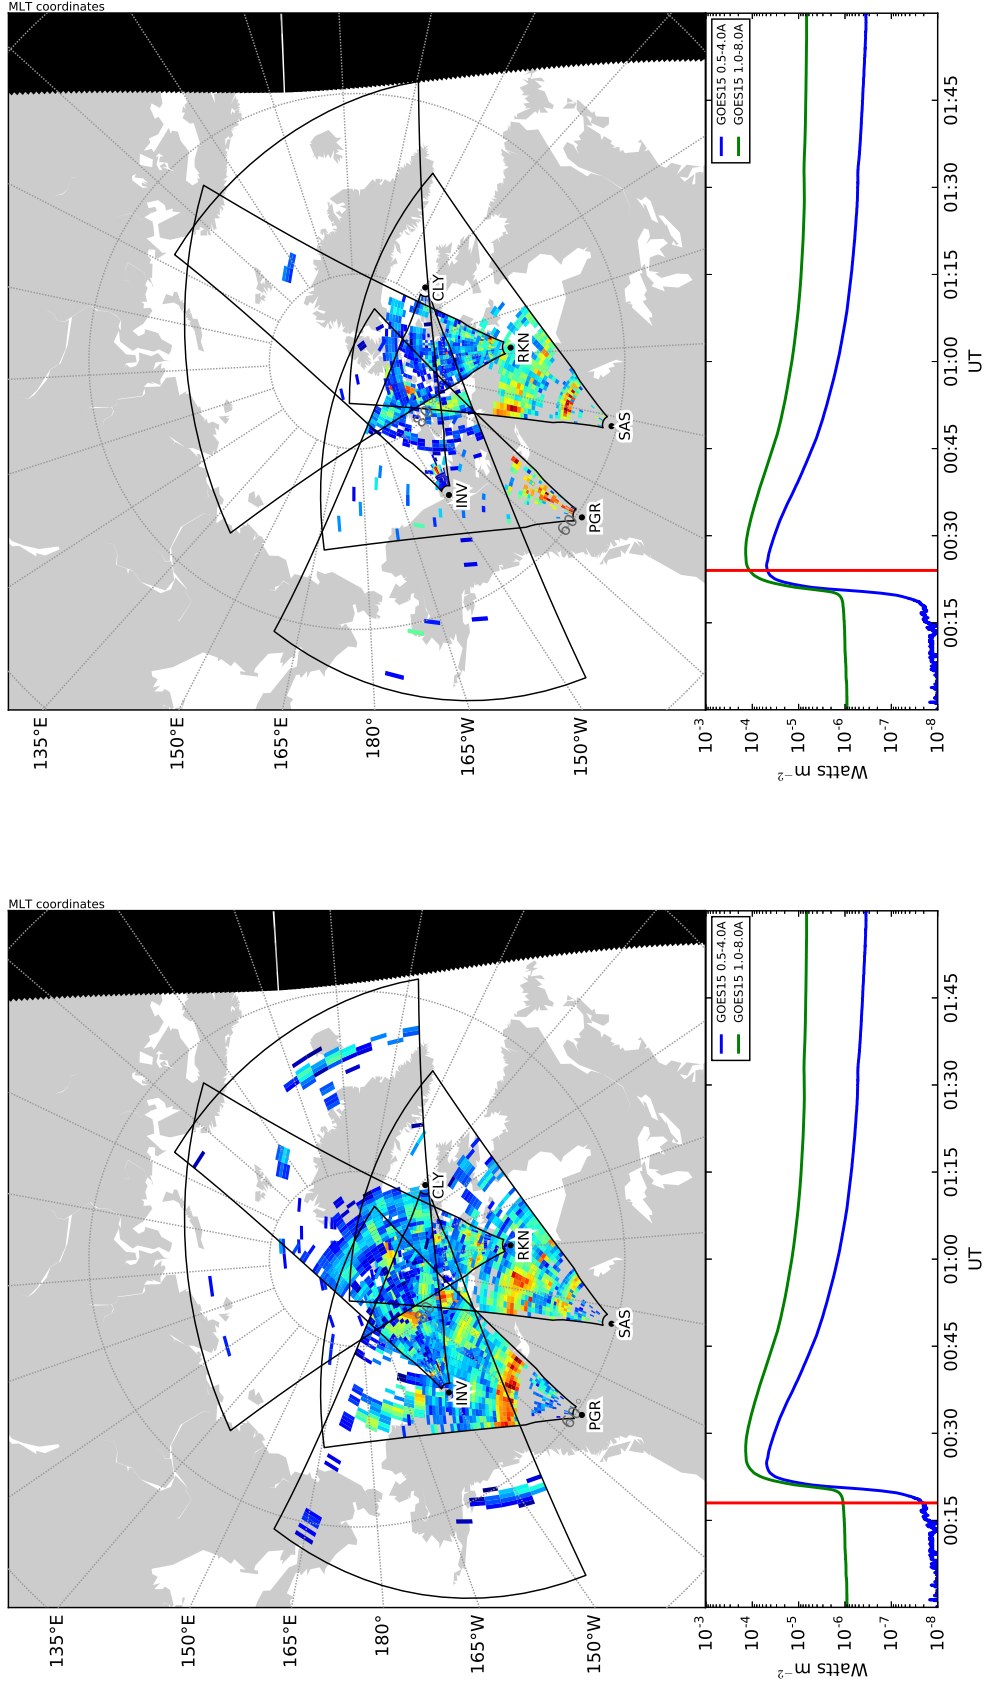 MLT coordinates
135°E
150°E
165°E
180°
165°W
150°W
CLY
RKN
SAS
INV
PGR
80
60
GOES15 0.5-4.0A
GOES15 1.0-8.0A
10⁻³
10⁻⁴
10⁻⁵
10⁻⁶
10⁻⁷
10⁻⁸
Watts m⁻²
00:15
00:30
00:45
01:00
01:15
01:30
01:45
UT
MLT coordinates
135°E
150°E
165°E
180°
165°W
150°W
CLY
RKN
SAS
INV
PGR
GOES15 0.5-4.0A
GOES15 1.0-8.0A
10⁻³
10⁻⁴
10⁻⁵
10⁻⁶
10⁻⁷
10⁻⁸
Watts m⁻²
00:15
00:30
00:45
01:00
01:15
01:30
01:45
UT